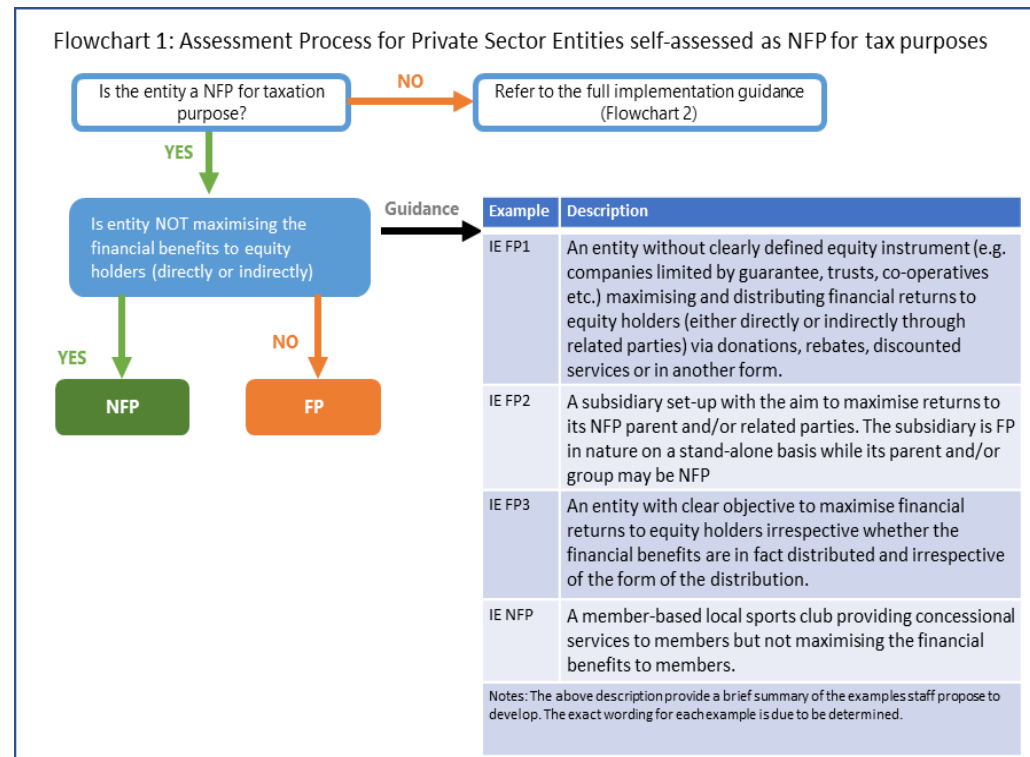 Flowchart 1: Assessment Process for Private Sector Entities self-assessed as NFP for tax purposes
Is the entity a NFP for taxation
purpose?
NO
Refer to the full implementation guidance
(Flowchart 2)
YES
Is entity NOT maximising the
financial benefits to equity
holders (directly or indirectly)
Guidance
YES
NO
NFP
FP
Example Description
IE FP1 An entity without clearly defined equity instrument (e.g.
companies limited by guarantee, trusts, co-operatives
etc.) maximising and distributing financial returns to
equity holders (either directly or indirectly through
related parties) via donations, rebates, discounted
services or in another form.
IE FP2 A subsidiary set-up with the aim to maximise returns to
its NFP parent and/or related parties. The subsidiary is FP
in nature on a stand-alone basis while its parent and/or
group may be NFP
IE FP3 An entity with clear objective to maximise financial
returns to equity holders irrespective whether the
financial benefits are in fact distributed and irrespective
of the form of the distribution.
IE NFP A member-based local sports club providing concessional
services to members but not maximising the financial
benefits to members.
Notes: The above description provide a brief summary of the examples staff propose to
develop. The exact wording for each example is due to be determined.